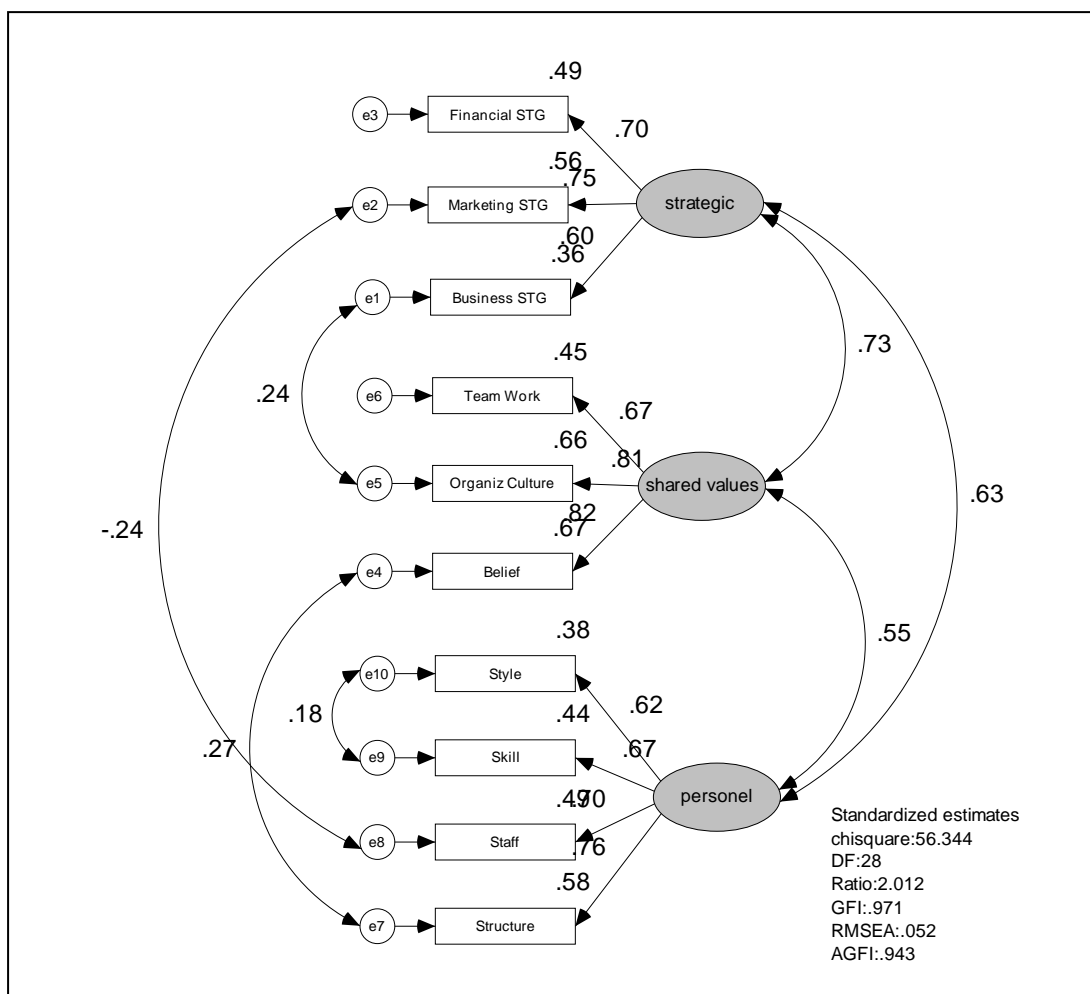 .49
e3
Financial STG
.70
.56
.75
e2
Marketing STG
strategic
.60
.36
e1
Business STG
.73
.45
.24
e6
Team Work
.67
.66
.81
e5
Organiz Culture
shared values
.63
.82
.67
-.24
e4
Belief
.38
.55
e10
Style
.62
.18
.44
.27
.67
e9
Skill
personel
.49
.70
e8
Staff
.76
.58
e7
Structure
Standardized estimates
chisquare:56.344
DF:28
Ratio:2.012
GFI:.971
RMSEA:.052
AGFI:.943